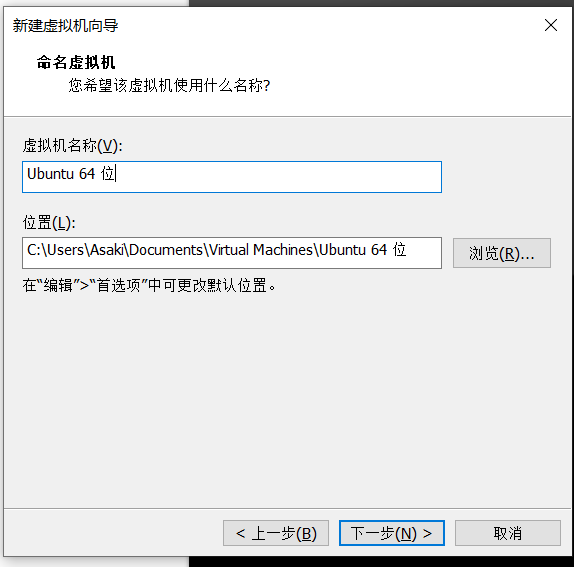 新建虚拟机向导
命名虚拟机
您希望该虚拟机使用什么名称?
虚拟机名称(V):
Ubuntu 64 位
位置(L):
C:\Users\Asaki\Documents\Virtual Machines\Ubuntu 64 位
浏览(R)...
在“编辑”>“首选项”中可更改默认位置。
< 上一步(B)
下一步(N) >
取消